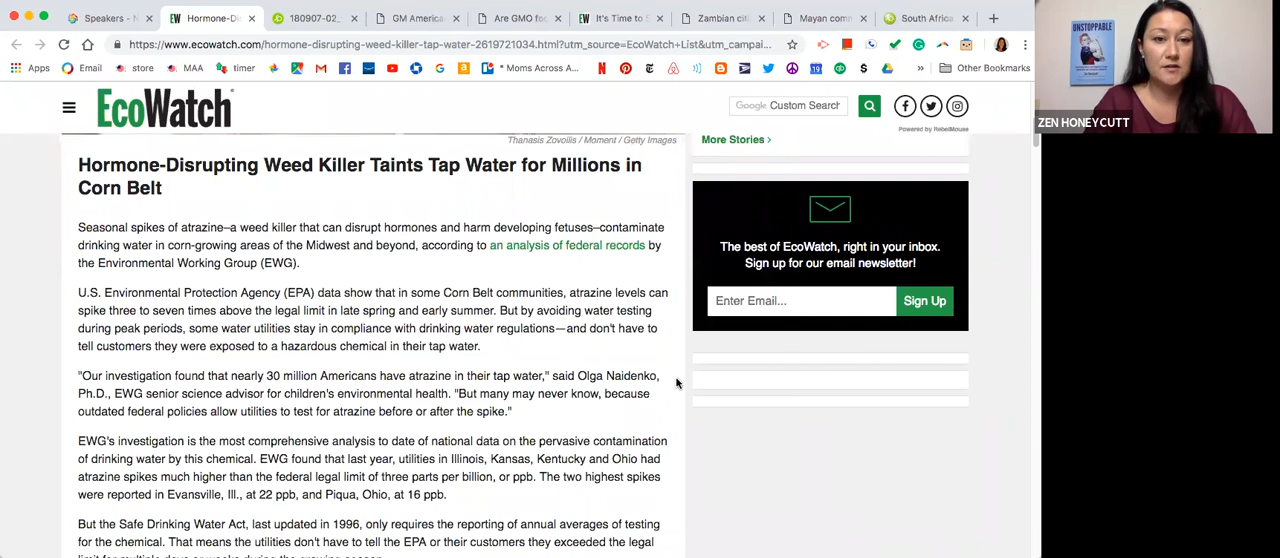 Speakers - N
Hormone-Di
180907-02_
GM America
Are GMO fo
It's Time to S
Zambian cit
Mayan comm
South Africa
https://www.ecowatch.com/hormone-disrupting-weed-killer-tap-water-2619721034.html?utm_source=EcoWatch+List&utm_campai...
Apps
Email
store
MAA
timer
* Moms Across A...
19
$
»
Other Bookmarks
EcoWatch
Google Custom Search
Powered by RebelMouse
Thanasis Zovoilis / Moment / Getty Images
More Stories >
Hormone-Disrupting Weed Killer Taints Tap Water for Millions in
Corn Belt
Seasonal spikes of atrazine–a weed killer that can disrupt hormones and harm developing fetuses–contaminate
drinking water in corn-growing areas of the Midwest and beyond, according to an analysis of federal records by
the Environmental Working Group (EWG).
U.S. Environmental Protection Agency (EPA) data show that in some Corn Belt communities, atrazine levels can
spike three to seven times above the legal limit in late spring and early summer. But by avoiding water testing
during peak periods, some water utilities stay in compliance with drinking water regulations—and don't have to
tell customers they were exposed to a hazardous chemical in their tap water.
"Our investigation found that nearly 30 million Americans have atrazine in their tap water," said Olga Naidenko,
Ph.D., EWG senior science advisor for children's environmental health. "But many may never know, because
outdated federal policies allow utilities to test for atrazine before or after the spike."
EWG's investigation is the most comprehensive analysis to date of national data on the pervasive contamination
of drinking water by this chemical. EWG found that last year, utilities in Illinois, Kansas, Kentucky and Ohio had
atrazine spikes much higher than the federal legal limit of three parts per billion, or ppb. The two highest spikes
were reported in Evansville, Ill., at 22 ppb, and Piqua, Ohio, at 16 ppb.
But the Safe Drinking Water Act, last updated in 1996, only requires the reporting of annual averages of testing
for the chemical. That means the utilities don't have to tell the EPA or their customers they exceeded the legal
limit for multiple days or weeks during the growing season.
The best of EcoWatch, right in your inbox.
Sign up for our email newsletter!
Enter Email...
Sign Up
UNSTOPPABLE
ZEN HONEYCUTT